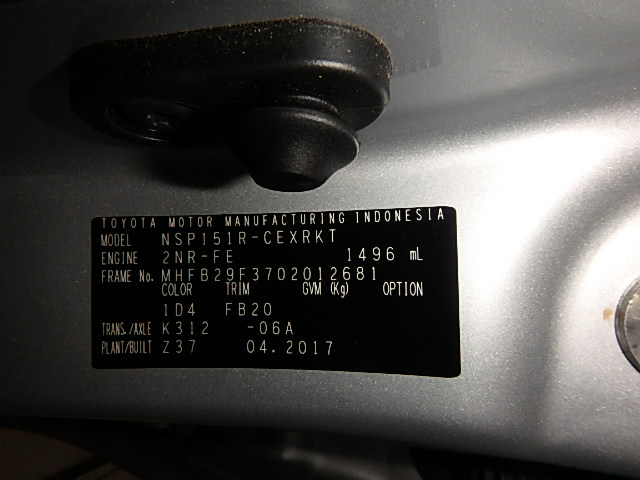 TOYOTA MOTOR MANUFACTURING INDONESIA
MODEL NSP151R-CEXRKT
ENGINE 2NR-FE 1496 mL
FRAME No. MHFB29F3702012681
COLOR TRIM GVM (Kg) OPTION
1D4 FB20
TRANS./AXLE K312 -06A
PLANT/BUILT Z37 04.2017